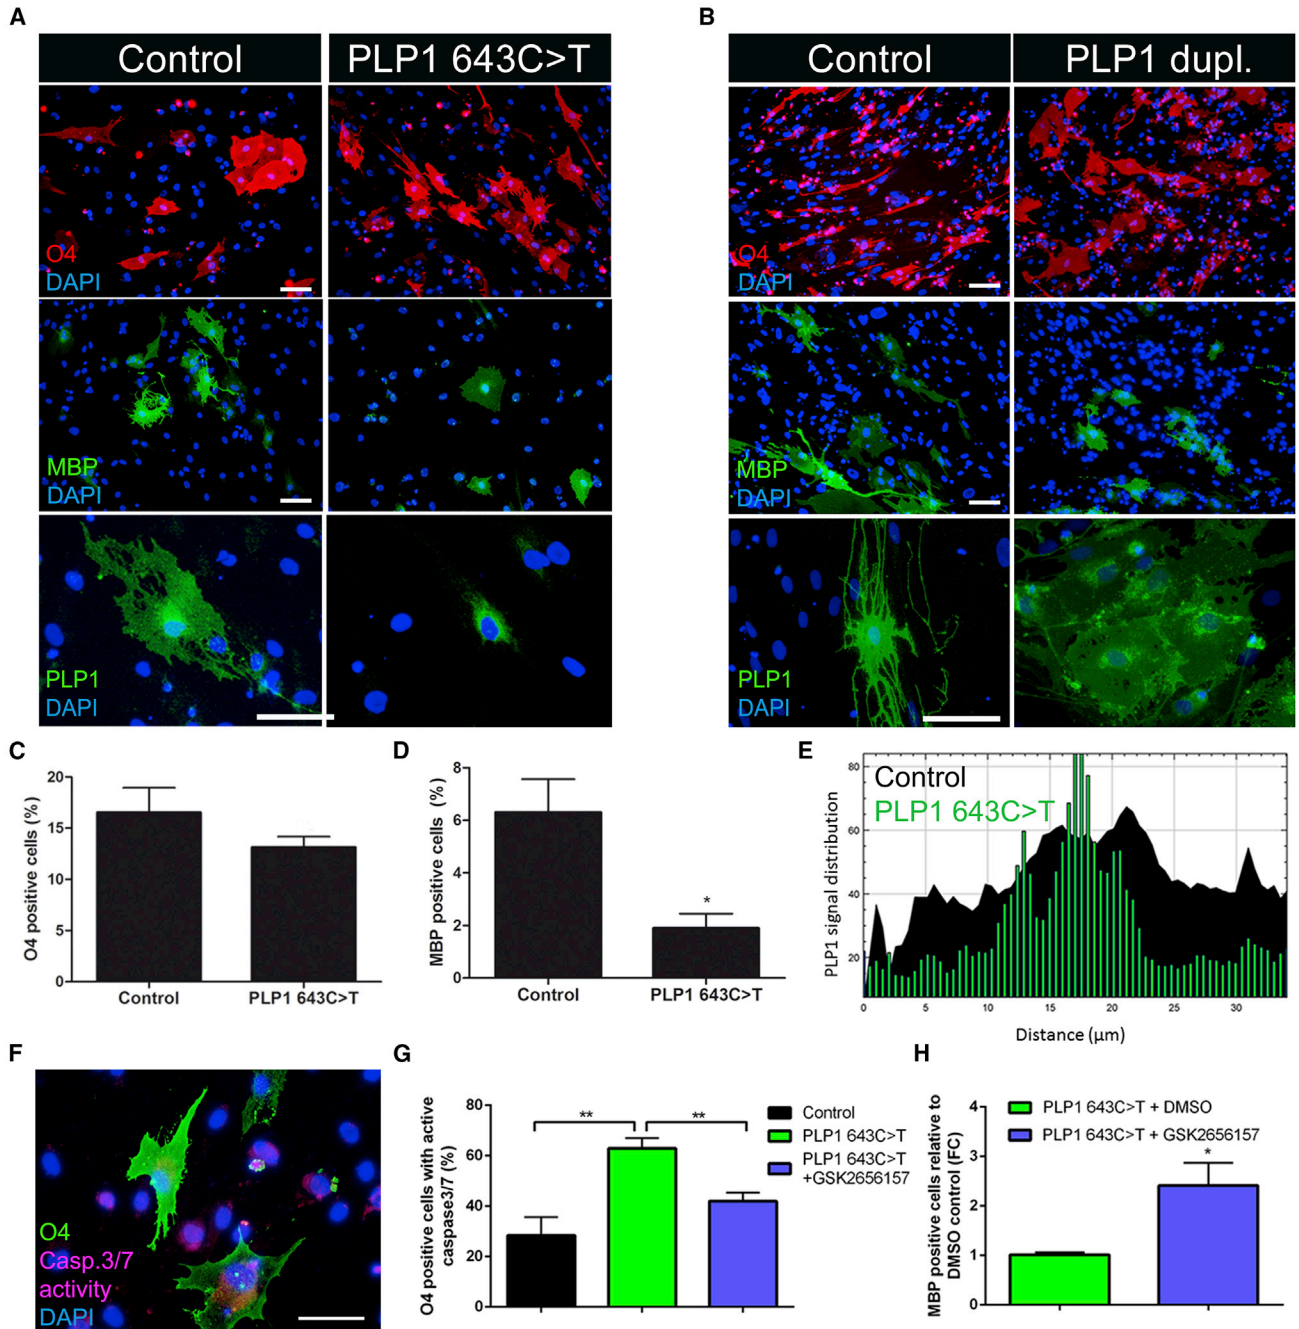 A
Control
PLP1 643C>T
O4
DAPI
MBP
DAPI
PLP1
DAPI
B
Control
PLP1 dupl.
O4
DAPI
MBP
DAPI
PLP1
DAPI
C
O4 positive cells (%)
20
15
10
5
0
Control
PLP1 643C>T
D
MBP positive cells (%)
8
6
4
2
0
*
Control
PLP1 643C>T
E
Control
PLP1 643C>T
PLP1 signal distribution
80
60
40
20
0
5
10
15
20
25
30
Distance (µm)
F
O4
Casp.3/7
activity
DAPI
G
O4 positive cells with active
caspase3/7 (%)
80
60
40
20
0
**
**
Control
PLP1 643C>T
PLP1 643C>T
+GSK2656157
H
MBP positive cells relative to
DMSO control (FC)
4
3
2
1
0
PLP1 643C>T + DMSO
PLP1 643C>T + GSK2656157
*